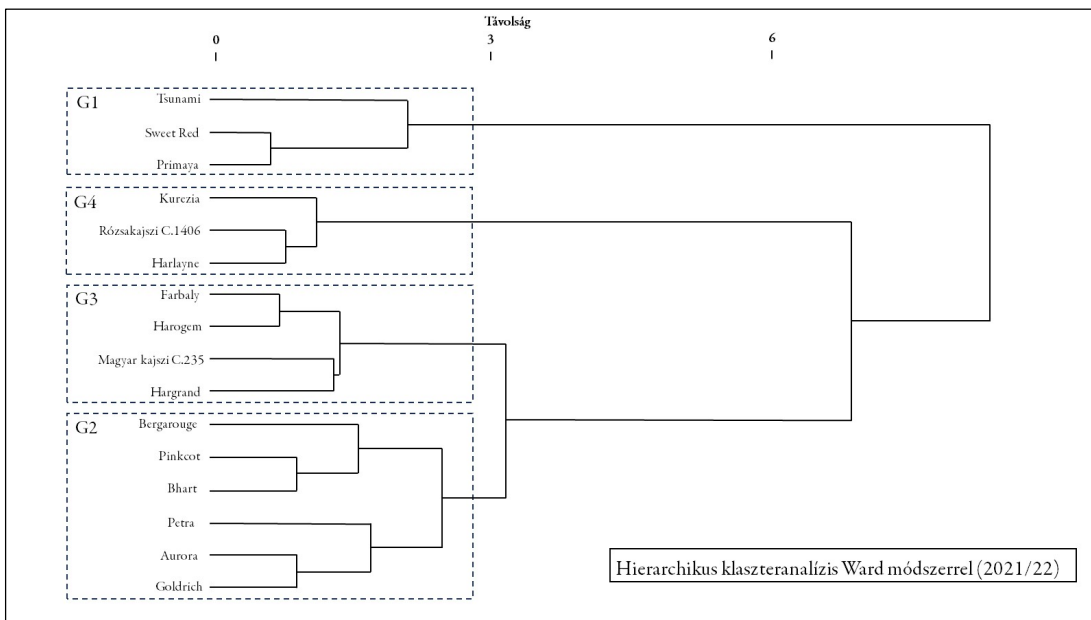 Távolság
0 3 6
G1
Tsunami
Sweet Red
Primaya
G4
Kurezia
Rózsakajszi C.1406
Harlayne
G3
Farbaly
Harogem
Magyar kajszi C.235
Hargrand
G2
Bergarouge
Pinkcot
Bhart
Petra
Aurora
Goldrich
Hierarchikus klaszteranalízis Ward módszerrel (2021/22)